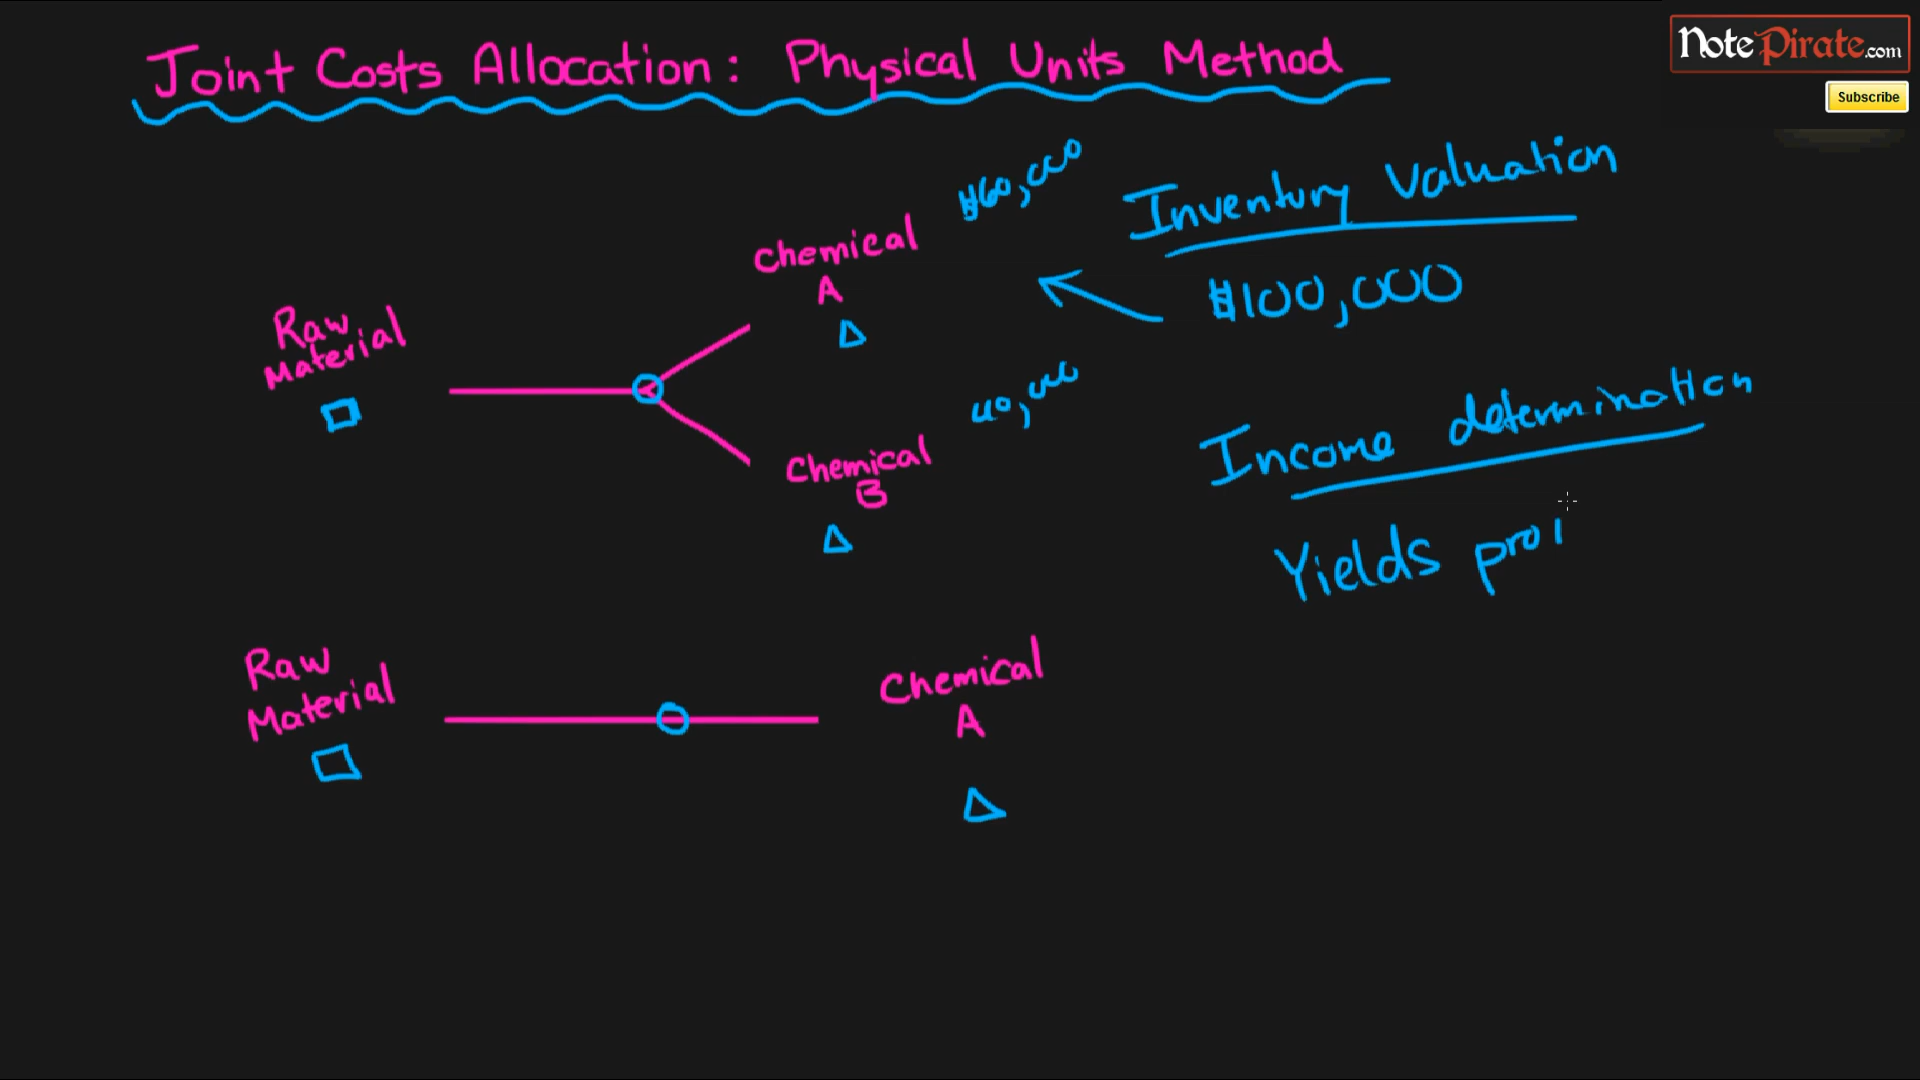 Joint Costs Allocation: Physical Units Method
NotePirate.com
Subscribe
$60,000
Inventory Valuation
Chemical
A
$100,000
Raw
Material
40,000
Income determination
Chemical
B
Yields proi
Raw
Material
Chemical
A